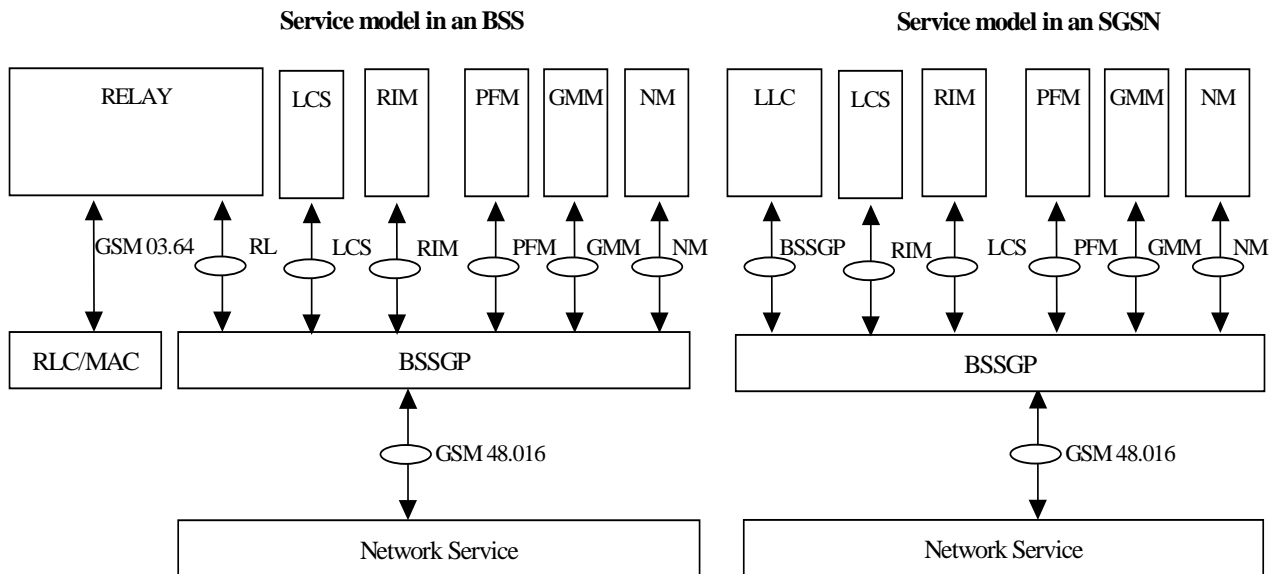 Service model in an BSS
Service model in an SGSN
RELAY
LCS
RIM
PFM
GMM
NM
LLC
LCS
RIM
PFM
GMM
NM
GSM 03.64
RL
LCS
RIM
PFM
GMM
NM
BSSGP
RIM
LCS
PFM
GMM
NM
RLC/MAC
BSSGP
BSSGP
GSM 48.016
GSM 48.016
Network Service
Network Service